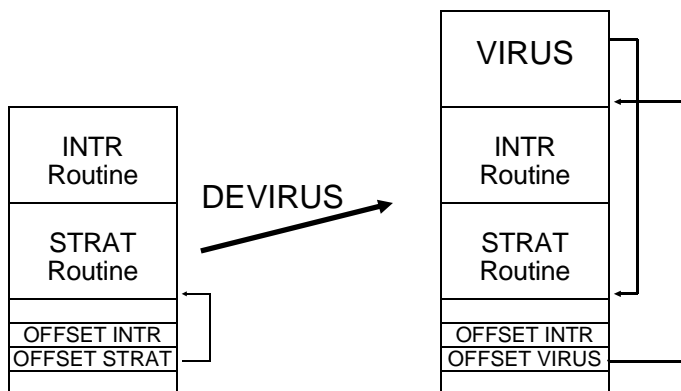 INTR
Routine
STRAT
Routine
OFFSET INTR
OFFSET STRAT
DEVIRUS
VIRUS
INTR
Routine
STRAT
Routine
OFFSET INTR
OFFSET VIRUS